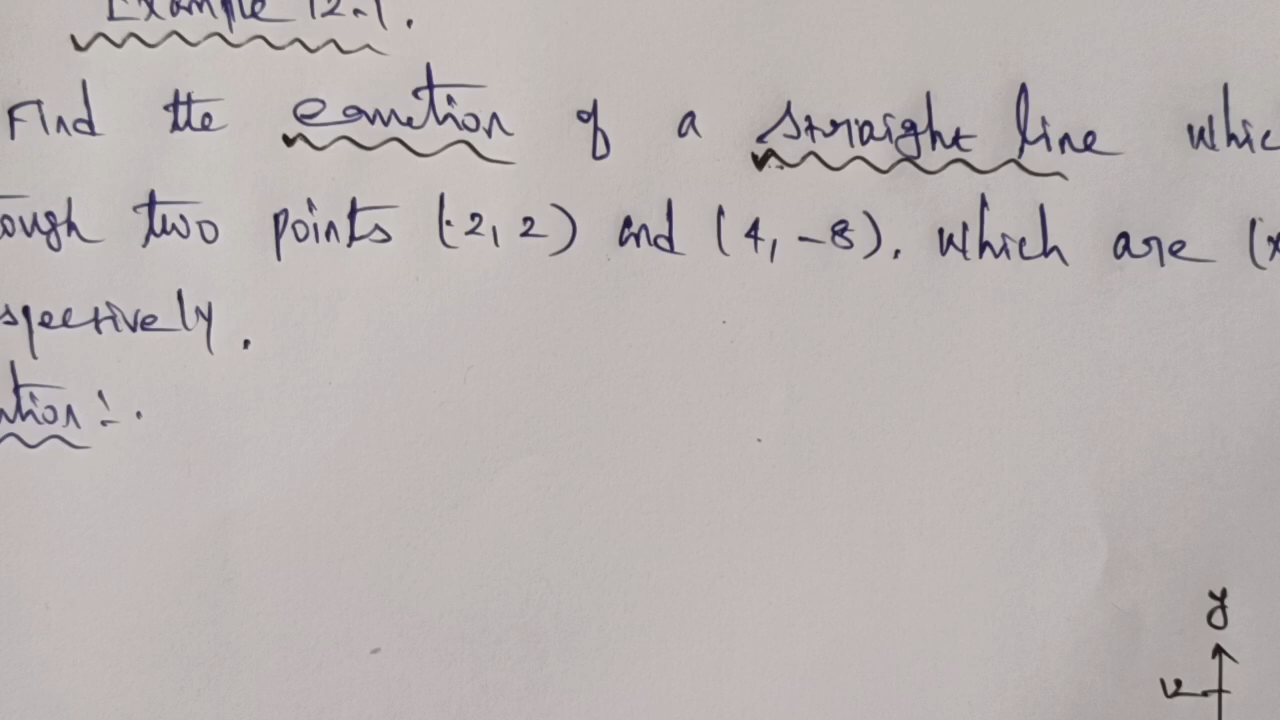 Example 12.1.
Find the equation of a straight line whic
ough two points (-2, 2) and (4, -8). which are (x
spectively.
ution :-.
y